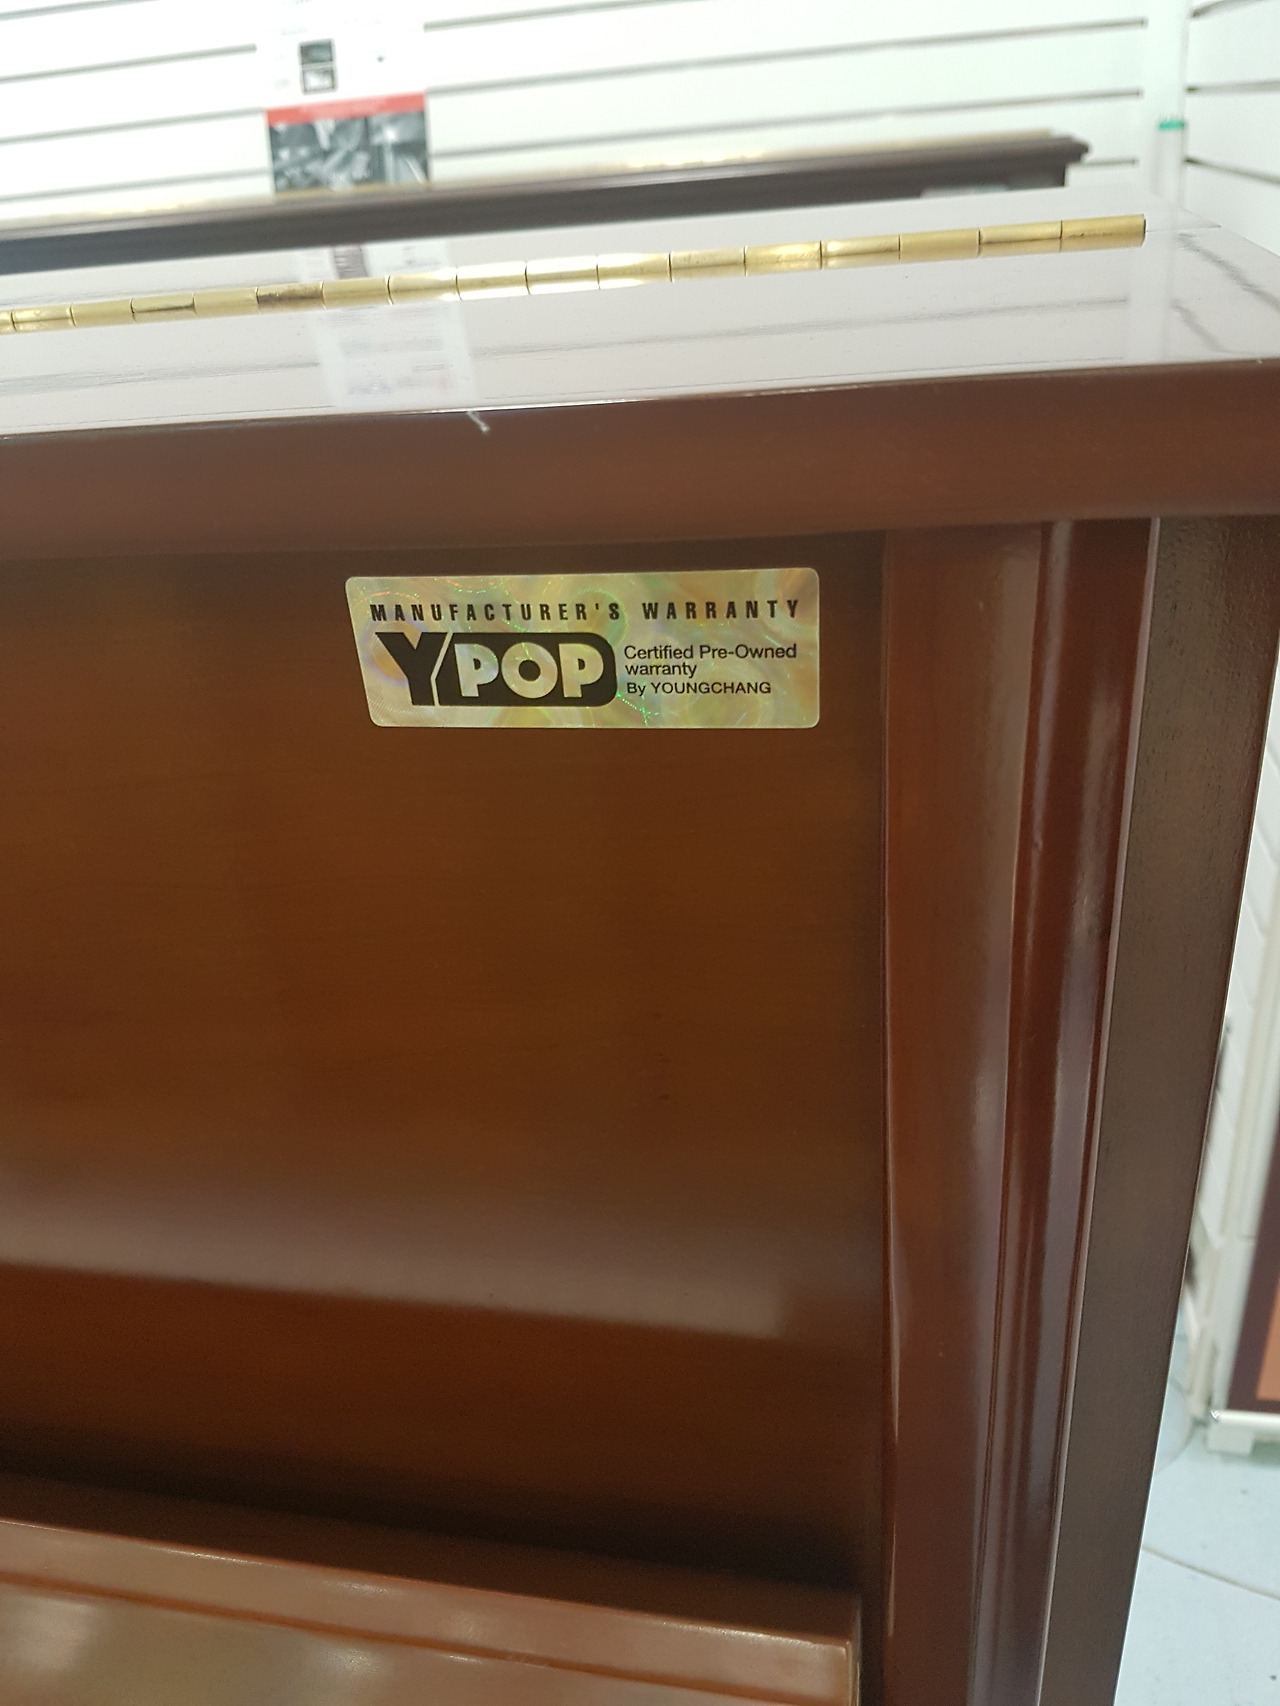 MANUFACTURER'S WARRANTY
YPOP
Certified Pre-Owned
warranty
By YOUNGCHANG